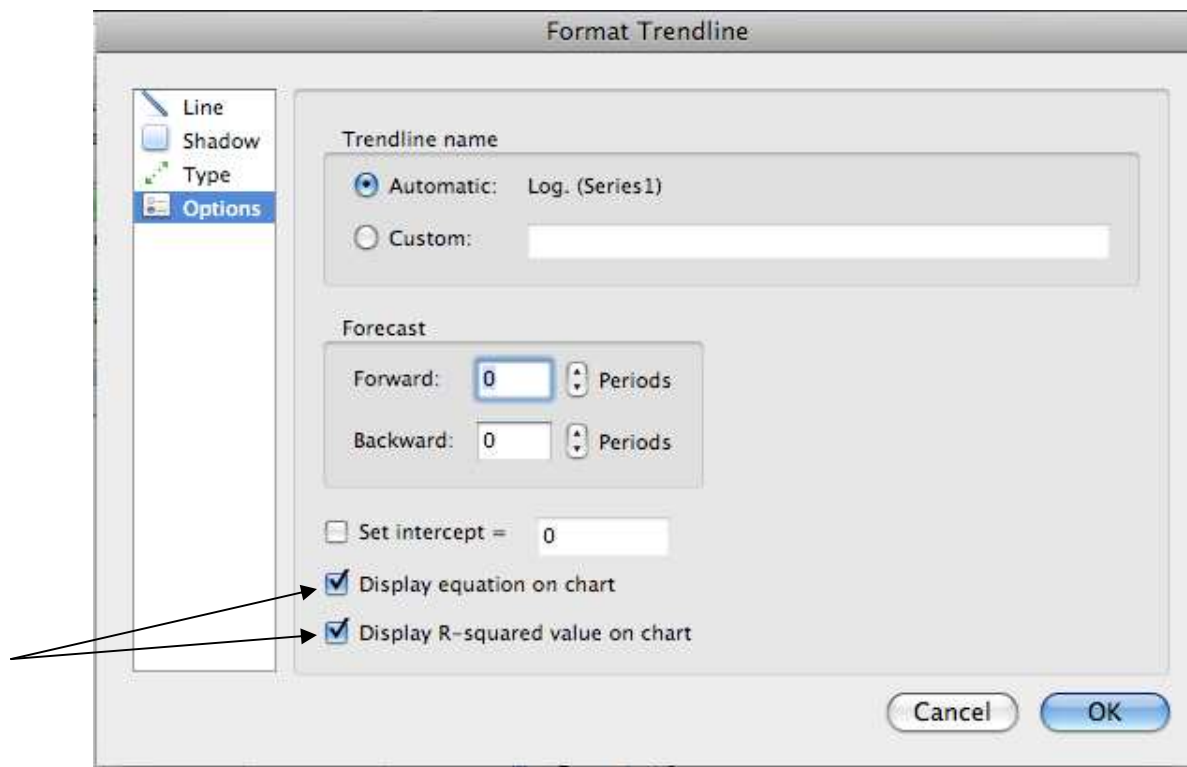 Format Trendline
Line
Shadow
Type
Options
Trendline name
Automatic: Log. (Series1)
Custom:
Forecast
Forward: 0 Periods
Backward: 0 Periods
Set intercept = 0
Display equation on chart
Display R-squared value on chart
Cancel OK